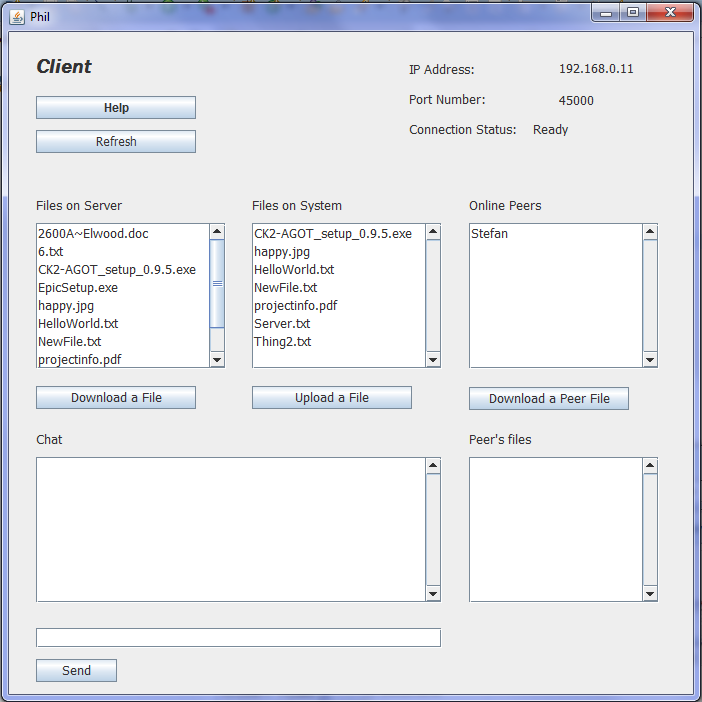 Phil
Client
IP Address: 192.168.0.11
Help
Port Number: 45000
Refresh
Connection Status: Ready
Files on Server
2600A~Elwood.doc
6.txt
CK2-AGOT_setup_0.9.5.exe
EpicSetup.exe
happy.jpg
HelloWorld.txt
NewFile.txt
projectinfo.pdf
Download a File
Files on System
CK2-AGOT_setup_0.9.5.exe
happy.jpg
HelloWorld.txt
NewFile.txt
projectinfo.pdf
Server.txt
Thing2.txt
Upload a File
Online Peers
Stefan
Download a Peer File
Chat
Peer's files
Send